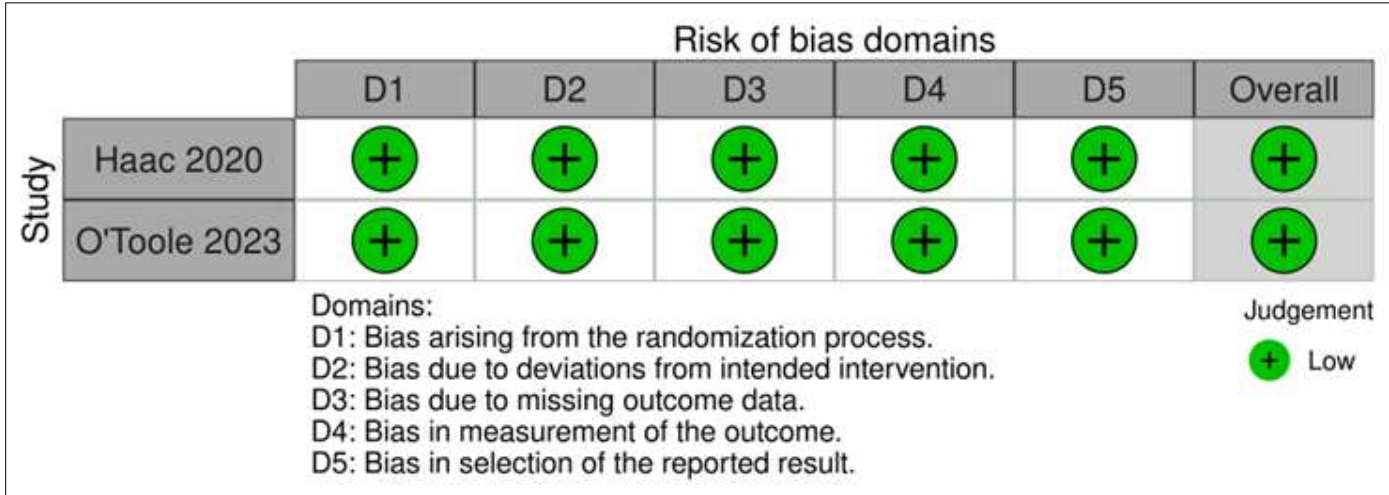 Risk of bias domains
D1 D2 D3 D4 D5 Overall
Study
Haac 2020 + + + + + +
O'Toole 2023 + + + + + +
Domains:
D1: Bias arising from the randomization process.
D2: Bias due to deviations from intended intervention.
D3: Bias due to missing outcome data.
D4: Bias in measurement of the outcome.
D5: Bias in selection of the reported result.
Judgement
+ Low